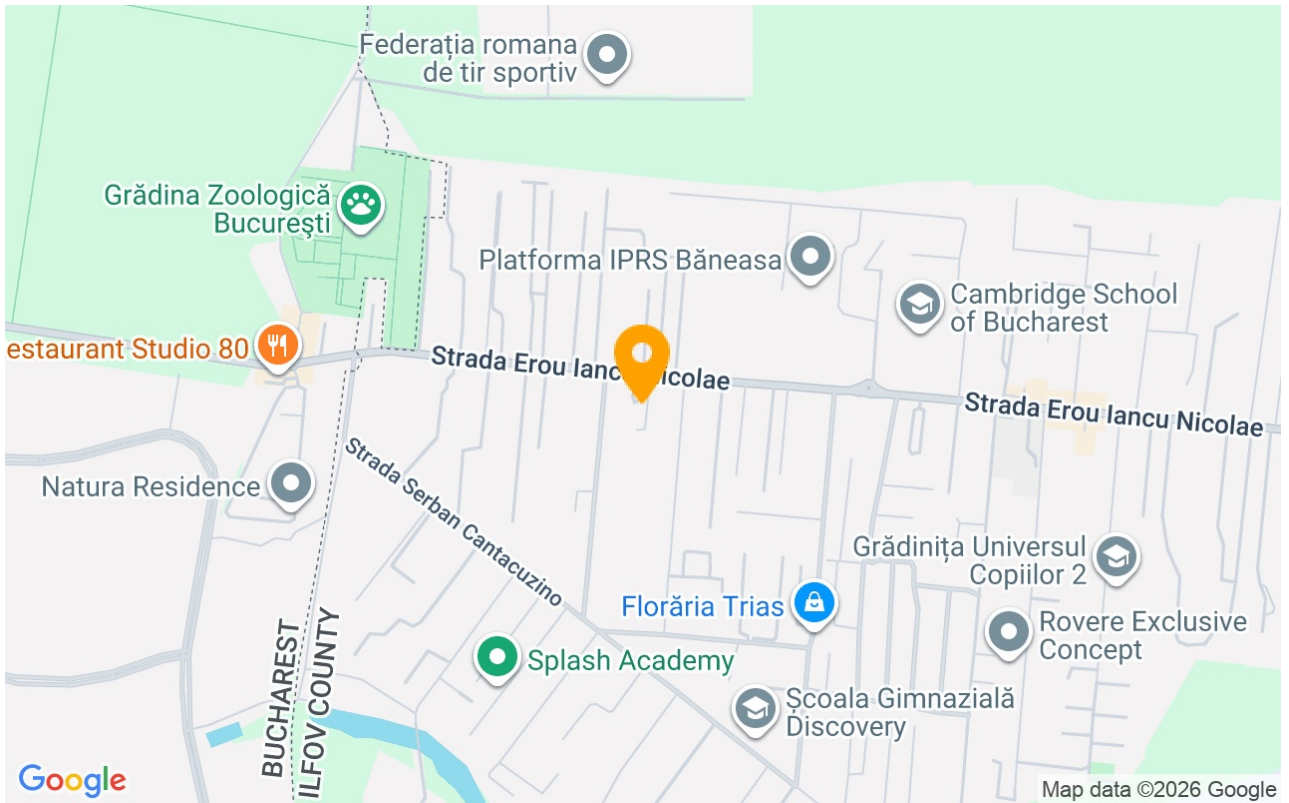 Federația romana
de tir sportiv
Grădina Zoologică
Bucureşti
Platforma IPRS Băneasa
Cambridge School
of Bucharest
estaurant Studio 80
Strada Erou Iancu Nicolae
Strada Erou Iancu Nicolae
Natura Residence
Strada Serban Cantacuzino
Grădinița Universul
Copiilor 2
Florăria Trias
Rovere Exclusive
Concept
Splash Academy
Școala Gimnazială
Discovery
BUCHAREST
ILFOV COUNTY
Google
Map data ©2026 Google